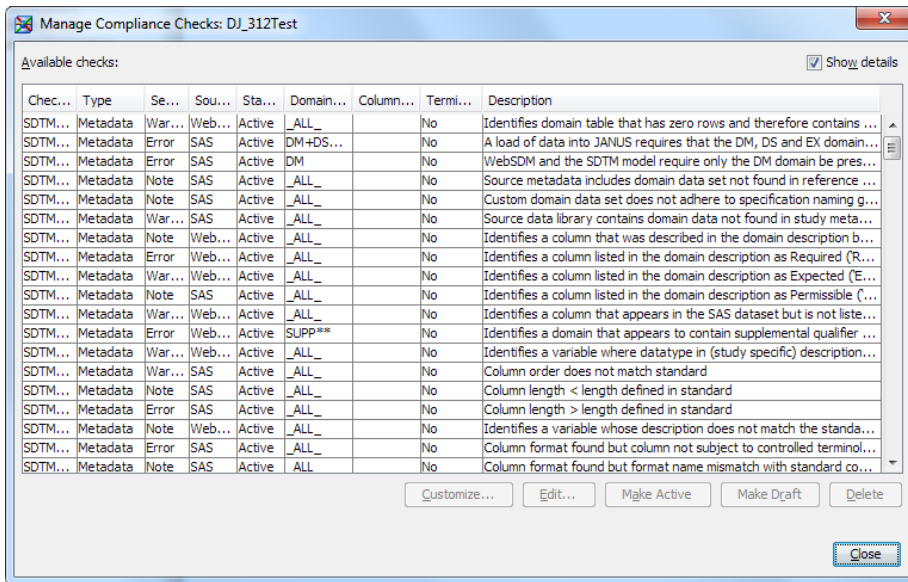 Manage Compliance Checks: DJ_312Test
Available checks:
Show details
Chec... Type Se... Sou... Sta... Domain... Column... Termi... Description
SDTM... Metadata War... Web... Active _ALL_ No Identifies domain table that has zero rows and therefore contains ...
SDTM... Metadata Error SAS Active DM+DS... No A load of data into JANUS requires that the DM, DS and EX domain...
SDTM... Metadata Error SAS Active DM No WebSDM and the SDTM model require only the DM domain be pres...
SDTM... Metadata Note SAS Active _ALL_ No Source metadata includes domain data set not found in reference ...
SDTM... Metadata Note SAS Active _ALL_ No Custom domain data set does not adhere to specification naming g...
SDTM... Metadata War... SAS Active _ALL_ No Source data library contains domain data not found in study meta...
SDTM... Metadata Note Web... Active _ALL_ No Identifies a column that was described in the domain description b...
SDTM... Metadata Error Web... Active _ALL_ No Identifies a column listed in the domain description as Required ('R...
SDTM... Metadata War... Web... Active _ALL_ No Identifies a column listed in the domain description as Expected ('E...
SDTM... Metadata Note SAS Active _ALL_ No Identifies a column listed in the domain description as Permissible ('...
SDTM... Metadata War... Web... Active _ALL_ No Identifies a column that appears in the SAS dataset but is not liste...
SDTM... Metadata Error Web... Active SUPP** No Identifies a domain that appears to contain supplemental qualifier ...
SDTM... Metadata War... Web... Active _ALL_ No Identifies a variable where datatype in (study specific) description...
SDTM... Metadata War... SAS Active _ALL_ No Column order does not match standard
SDTM... Metadata Note SAS Active _ALL_ No Column length < length defined in standard
SDTM... Metadata Error SAS Active _ALL_ No Column length > length defined in standard
SDTM... Metadata Note Web... Active _ALL_ No Identifies a variable whose description does not match the standa...
SDTM... Metadata Error SAS Active _ALL_ No Column format found but column not subject to controlled terminol...
SDTM... Metadata Note SAS Active _ALL_ No Column format found but format name mismatch with standard co...
Customize... Edit... Make Active Make Draft Delete
Close